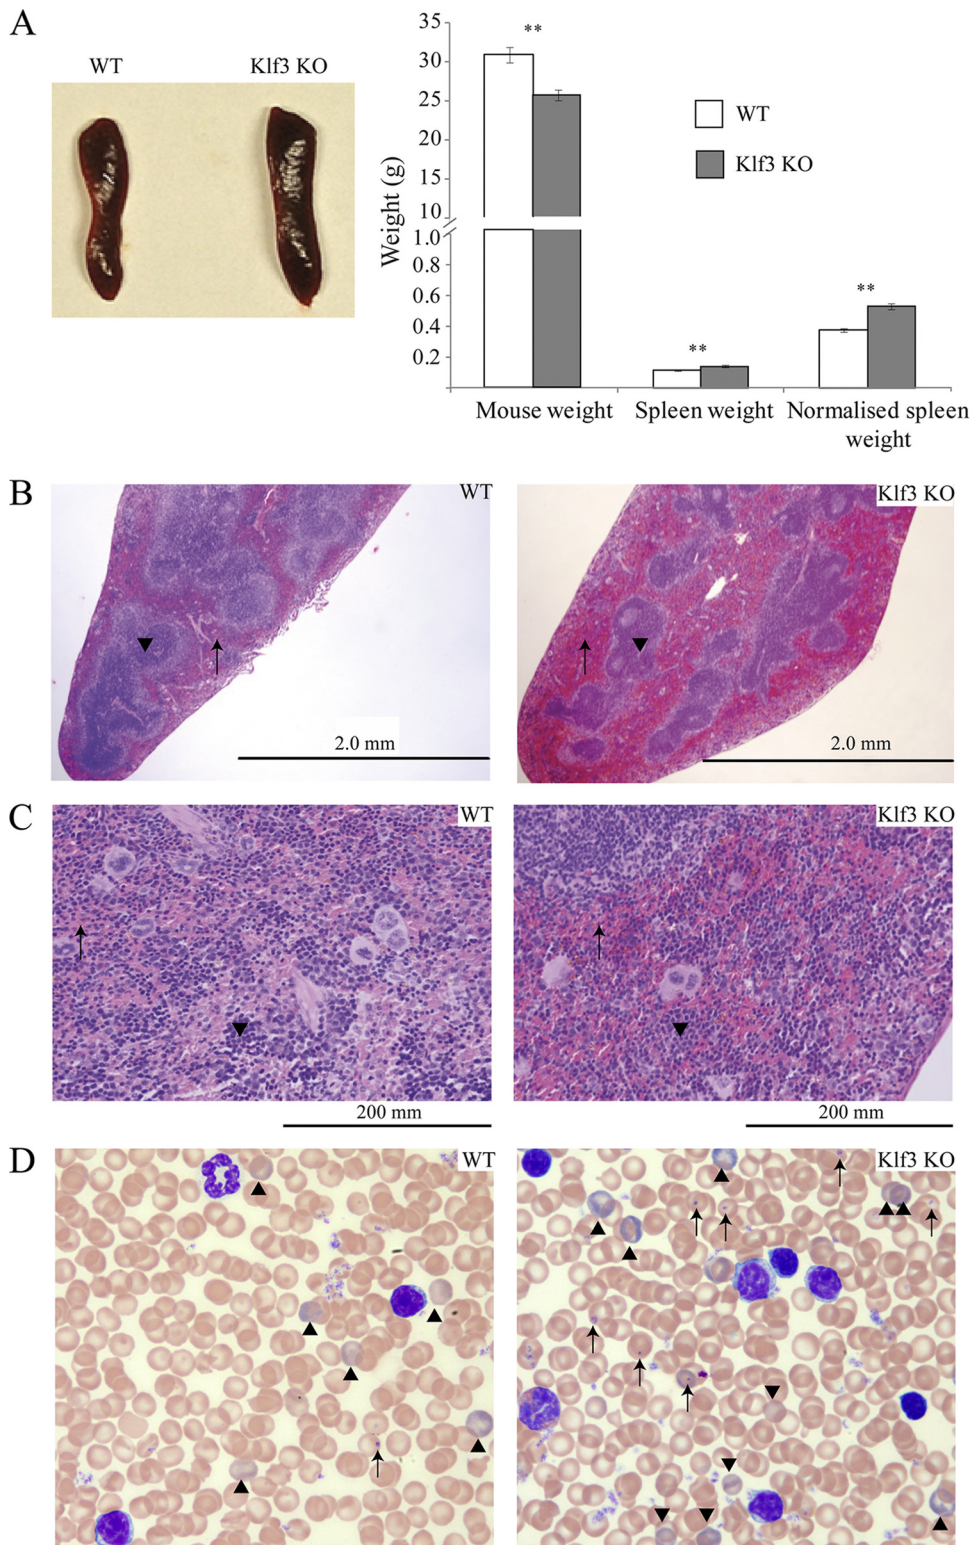 A
WT
Klf3 KO
**
35
30
25
20
15
10
1.0
0.8
0.6
0.4
0.2
Weight (g)
WT
Klf3 KO
**
**
Mouse weight
Spleen weight
Normalised spleen
weight
B
WT
Klf3 KO
2.0 mm
2.0 mm
C
WT
Klf3 KO
200 mm
200 mm
D
WT
Klf3 KO